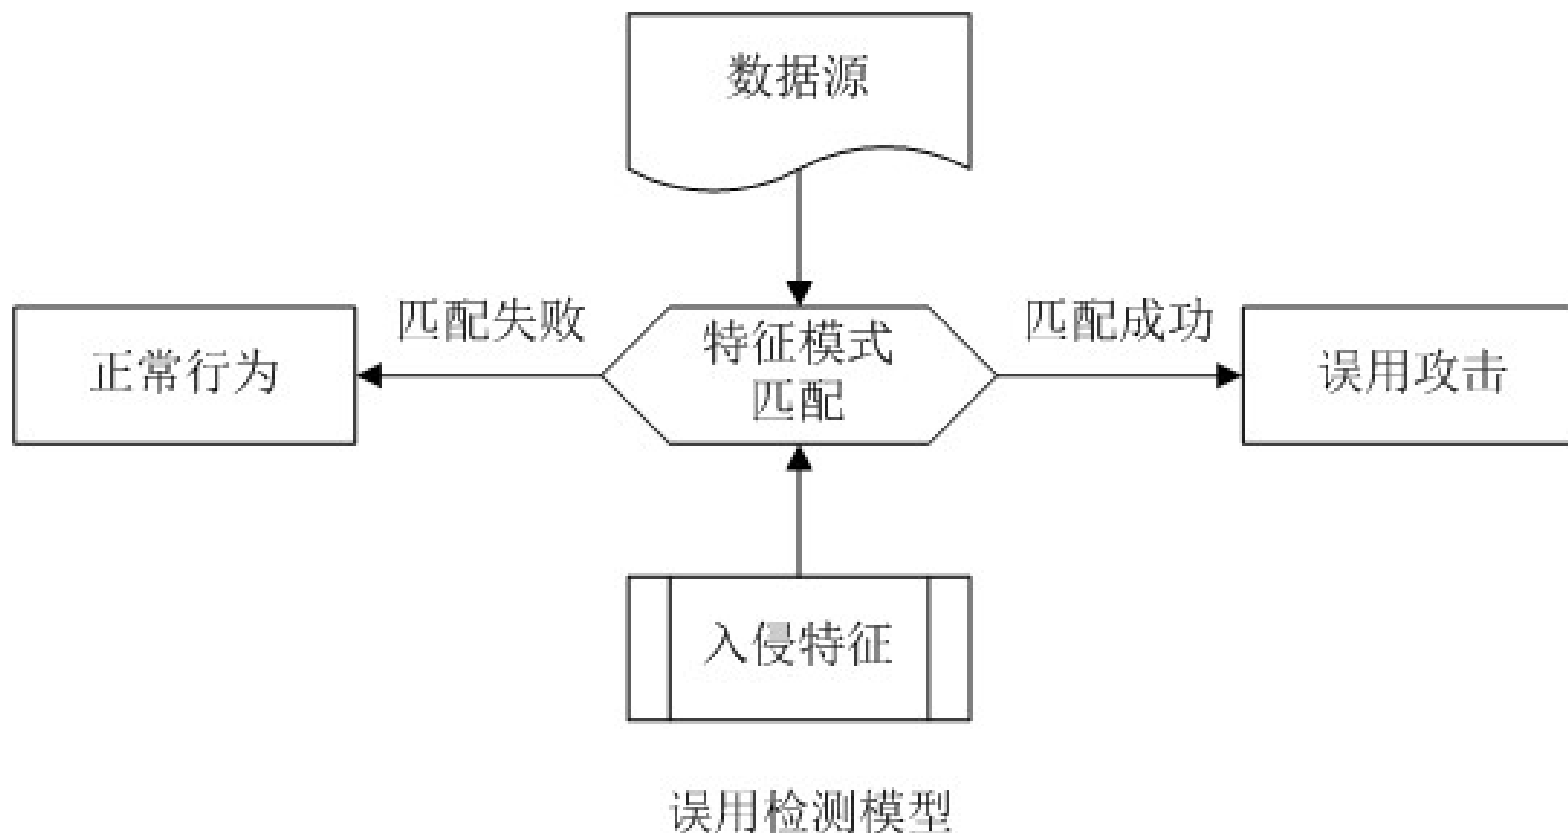 数据源
匹配失败
匹配成功
正常行为
特征模式
匹配
误用攻击
入侵特征
误用检测模型